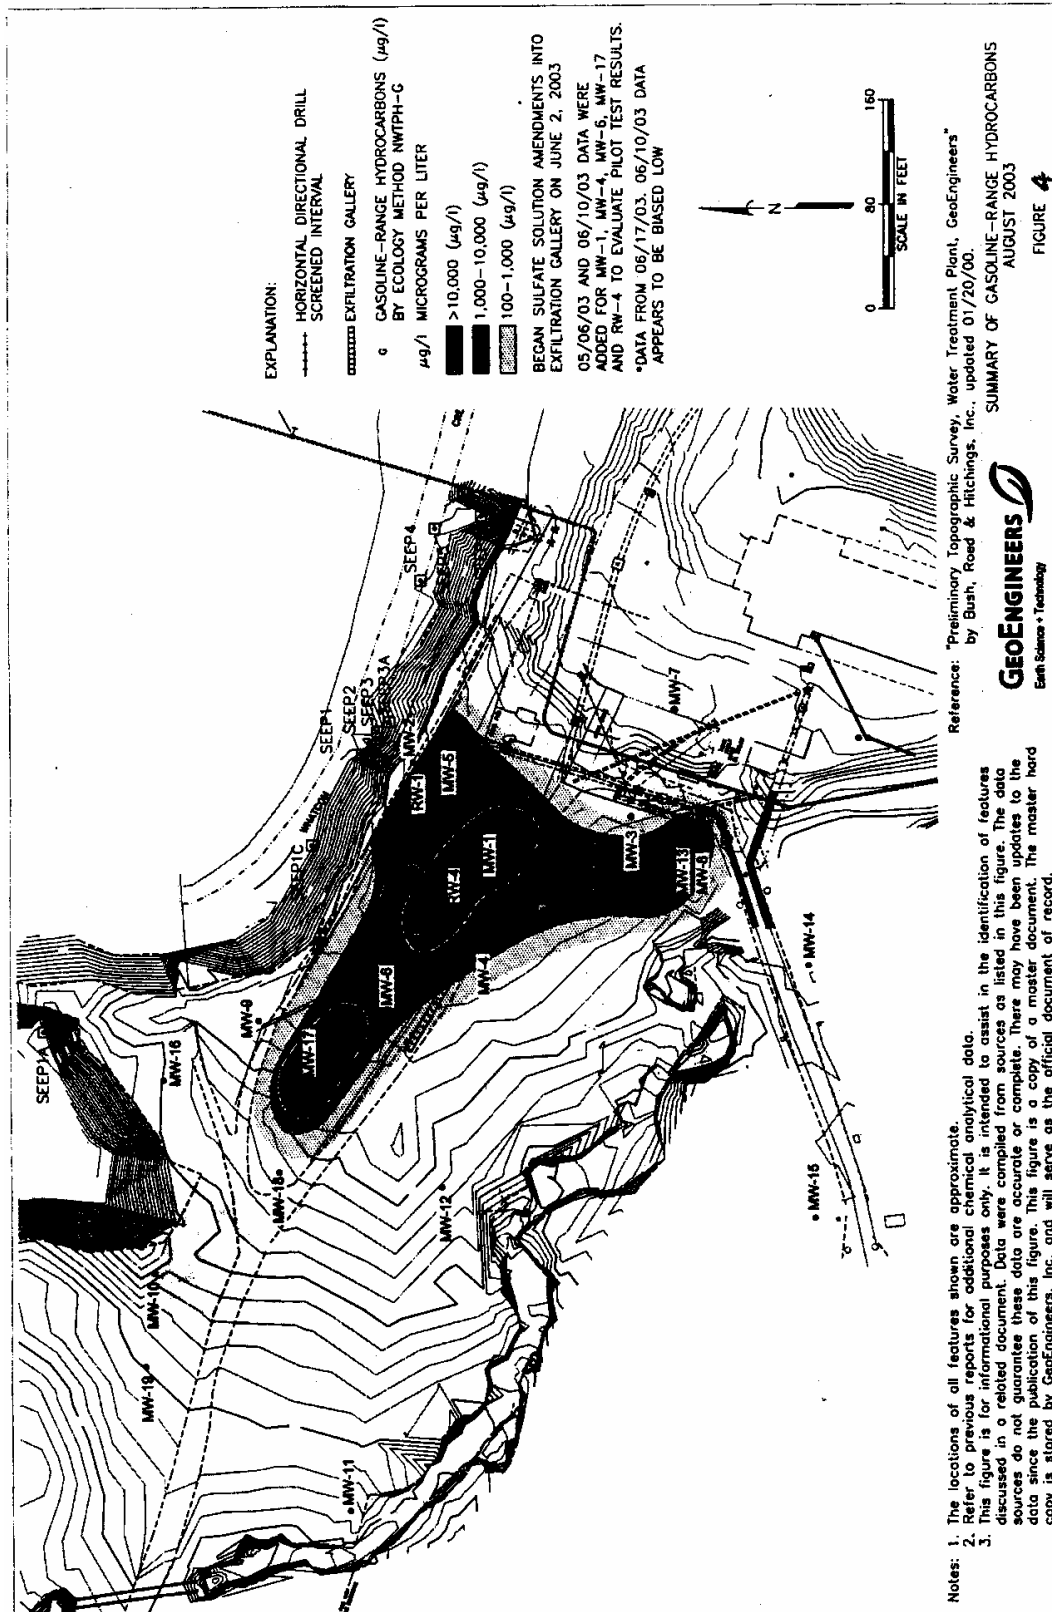 SEEP1A
MW-16
MW-9
MW-10
MW-19
MW-18
MW-17
MW-6
MW-4
MW-12
MW-11
SEEP1C
SEEP1
SEEP2
SEEP3
SEEP3A
SEEP4
MW-2
RW-1
MW-5
RW-4
MW-1
MW-3
MW-13
MW-8
MW-7
MW-14
MW-15
EXPLANATION:
HORIZONTAL DIRECTIONAL DRILL
SCREENED INTERVAL
EXFILTRATION GALLERY
G GASOLINE-RANGE HYDROCARBONS (µg/l)
BY ECOLOGY METHOD NWTPH-G
µg/l MICROGRAMS PER LITER
>10,000 (µg/l)
1,000-10,000 (µg/l)
100-1,000 (µg/l)
BEGAN SULFATE SOLUTION AMENDMENTS INTO
EXFILTRATION GALLERY ON JUNE 2, 2003
05/06/03 AND 06/10/03 DATA WERE
ADDED FOR MW-1, MW-4, MW-6, MW-17
AND RW-4 TO EVALUATE PILOT TEST RESULTS.
*DATA FROM 06/17/03. 06/10/03 DATA
APPEARS TO BE BIASED LOW
N
0 80 160
SCALE IN FEET
Notes: 1. The locations of all features shown are approximate.
2. Refer to previous reports for additional chemical analytical data.
3. This figure is for informational purposes only. It is intended to assist in the identification of features
discussed in a related document. Data were compiled from sources as listed in this figure. The data
sources do not guarantee these data are accurate or complete. There may have been updates to the
data since the publication of this figure. This figure is a copy of a master document. The master hard
copy is stored by GeoEngineers, Inc. and will serve as the official document of record.
Reference: "Preliminary Topographic Survey, Water Treatment Plant, GeoEngineers"
by Bush, Roed & Hitchings, Inc., updated 01/20/00.
GEOENGINEERS
Earth Science + Technology
SUMMARY OF GASOLINE-RANGE HYDROCARBONS
AUGUST 2003
FIGURE 4